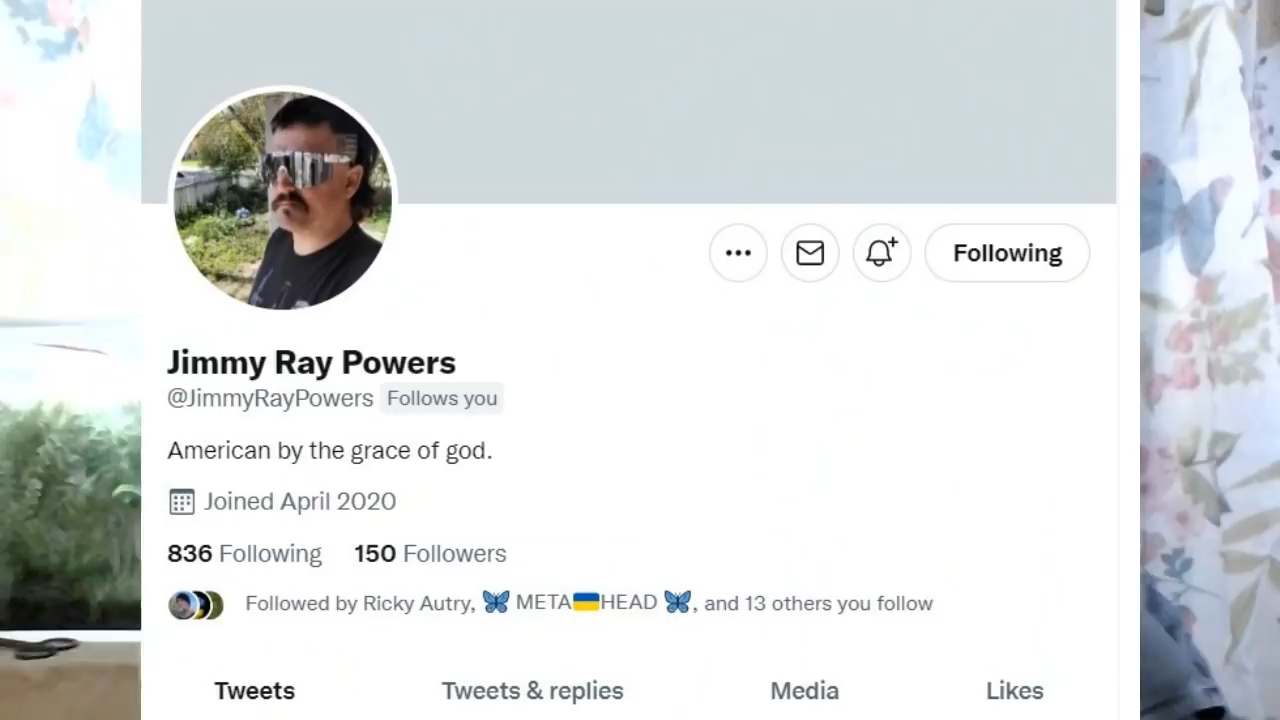 Following
Jimmy Ray Powers
@JimmyRayPowers Follows you
American by the grace of god.
Joined April 2020
836 Following 150 Followers
Followed by Ricky Autry, 🦋 META🇺🇦HEAD 🦋, and 13 others you follow
Tweets Tweets & replies Media Likes